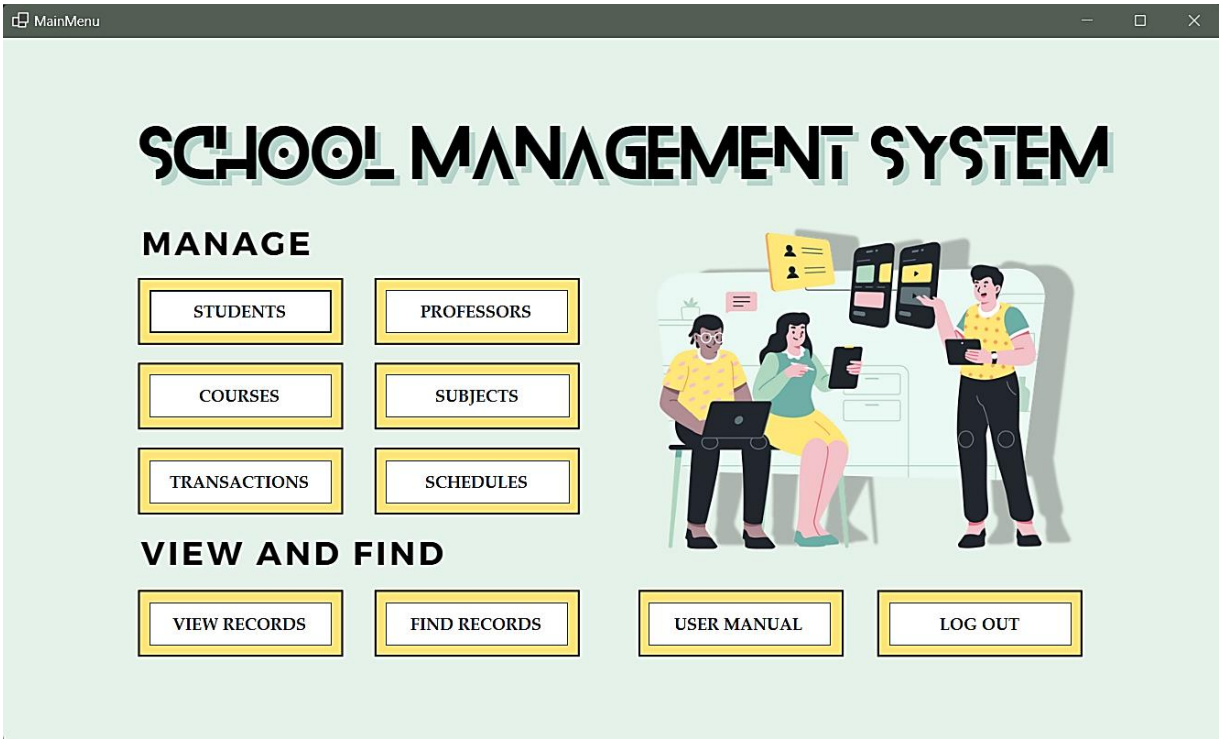 MainMenu
SCHOOL MANAGEMENT SYSTEM
MANAGE
STUDENTS
PROFESSORS
COURSES
SUBJECTS
TRANSACTIONS
SCHEDULES
VIEW AND FIND
VIEW RECORDS
FIND RECORDS
USER MANUAL
LOG OUT